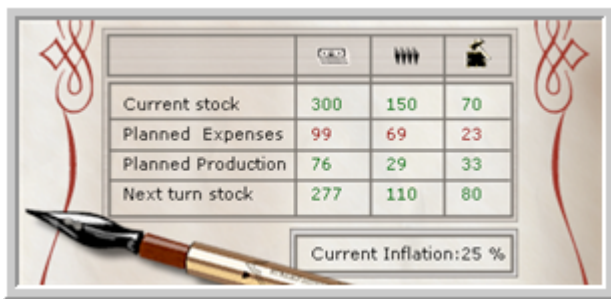 Current stock 300 150 70
Planned Expenses 99 69 23
Planned Production 76 29 33
Next turn stock 277 110 80
Current Inflation:25 %